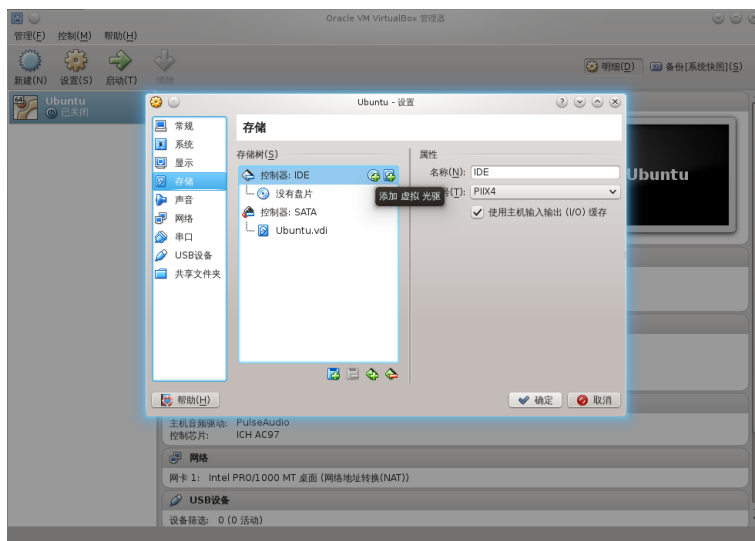 Oracle VM VirtualBox 管理器
管理(F) 控制(M) 帮助(H)
新建(N) 设置(S) 启动(T) 清除
明细(D) 备份[系统快照](S)
64 Ubuntu
已关闭
Ubuntu - 设置
常规
系统
显示
存储
声音
网络
串口
USB设备
共享文件夹
存储
存储树(S)
控制器: IDE
没有盘片
控制器: SATA
Ubuntu.vdi
添加 虚拟 光驱
属性
名称(N): IDE
(T): PIIX4
使用主机输入输出 (I/O) 缓存
帮助(H)
确定 取消
Ubuntu
主机音频驱动: PulseAudio
控制芯片: ICH AC97
网络
网卡 1: Intel PRO/1000 MT 桌面 (网络地址转换(NAT))
USB设备
设备筛选: 0 (0 活动)